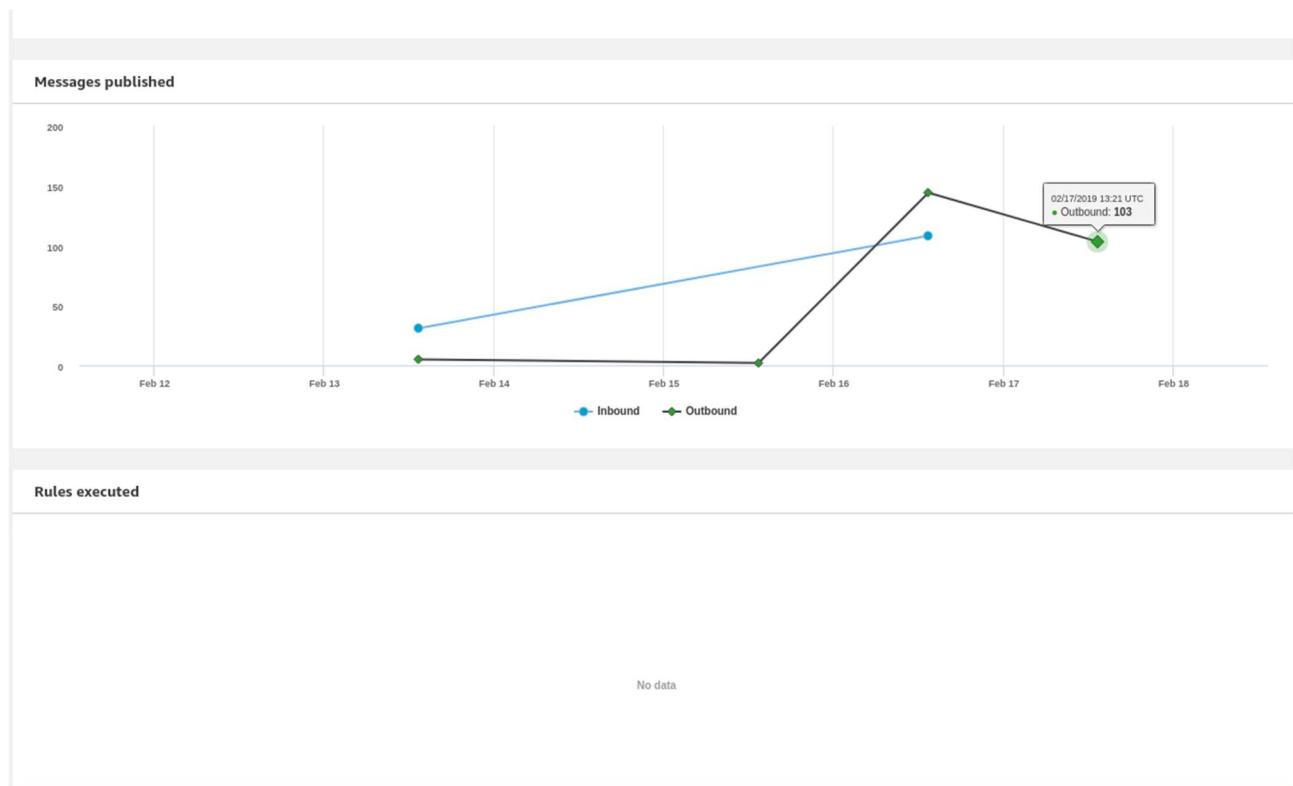 Messages published
200
150
100
50
0
02/17/2019 13:21 UTC
● Outbound: 103
Feb 12 Feb 13 Feb 14 Feb 15 Feb 16 Feb 17 Feb 18
Inbound Outbound
Rules executed
No data